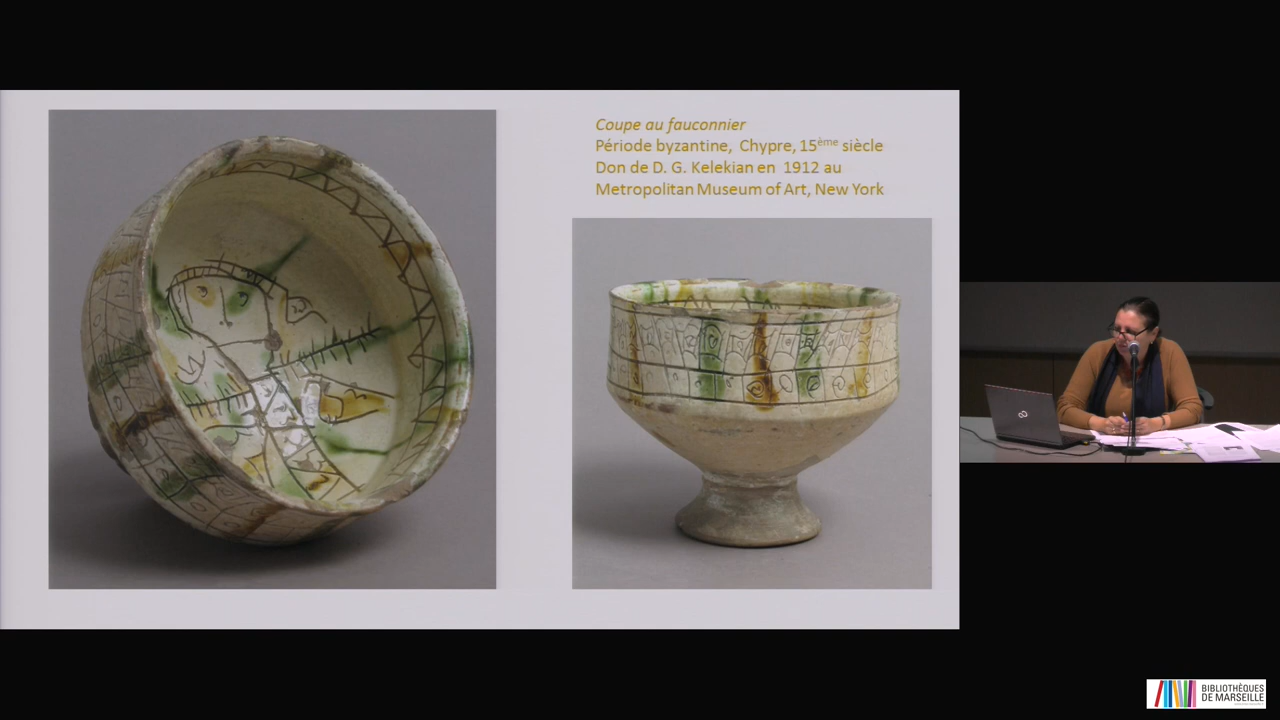 Coupe au fauconnier
Période byzantine, Chypre, 15ème siècle
Don de D. G. Kelekian en 1912 au
Metropolitan Museum of Art, New York
BIBLIOTHÈQUES
DE MARSEILLE